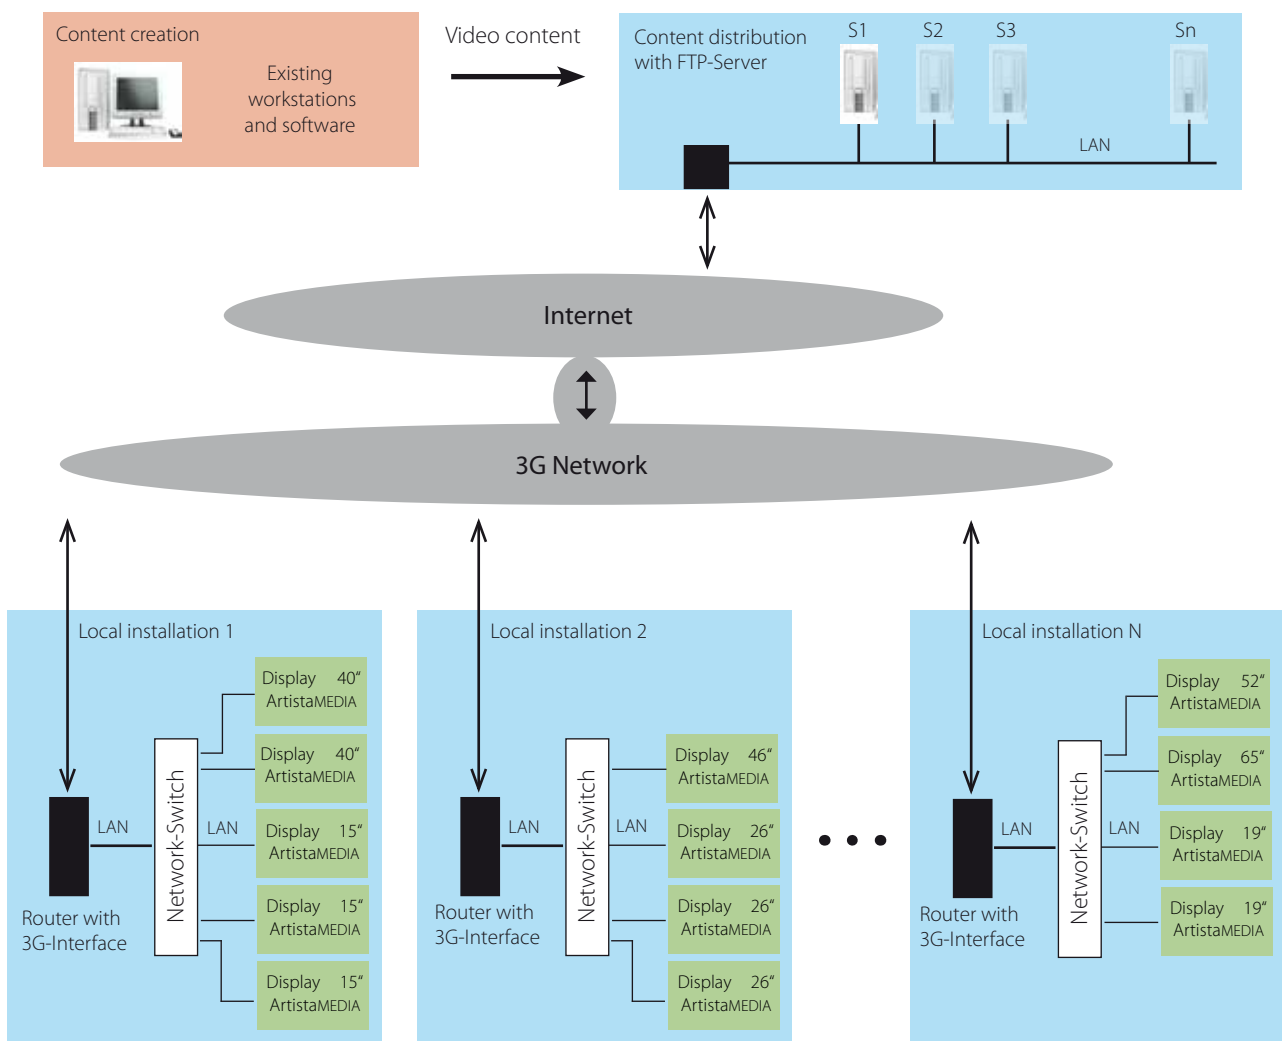 Content creation
Existing
workstations
and software
Video content
Content distribution
with FTP-Server
S1
S2
S3
Sn
LAN
Internet
3G Network
Local installation 1
Display 40“
ArtistaMEDIA
Display 40“
ArtistaMEDIA
Display 15“
ArtistaMEDIA
Display 15“
ArtistaMEDIA
Display 15“
ArtistaMEDIA
LAN
Network-Switch
LAN
Router with
3G-Interface
Local installation 2
Display 46“
ArtistaMEDIA
Display 26“
ArtistaMEDIA
Display 26“
ArtistaMEDIA
Display 26“
ArtistaMEDIA
LAN
Network-Switch
LAN
Router with
3G-Interface
Local installation N
Display 52“
ArtistaMEDIA
Display 65“
ArtistaMEDIA
Display 19“
ArtistaMEDIA
Display 19“
ArtistaMEDIA
LAN
Network-Switch
LAN
Router with
3G-Interface